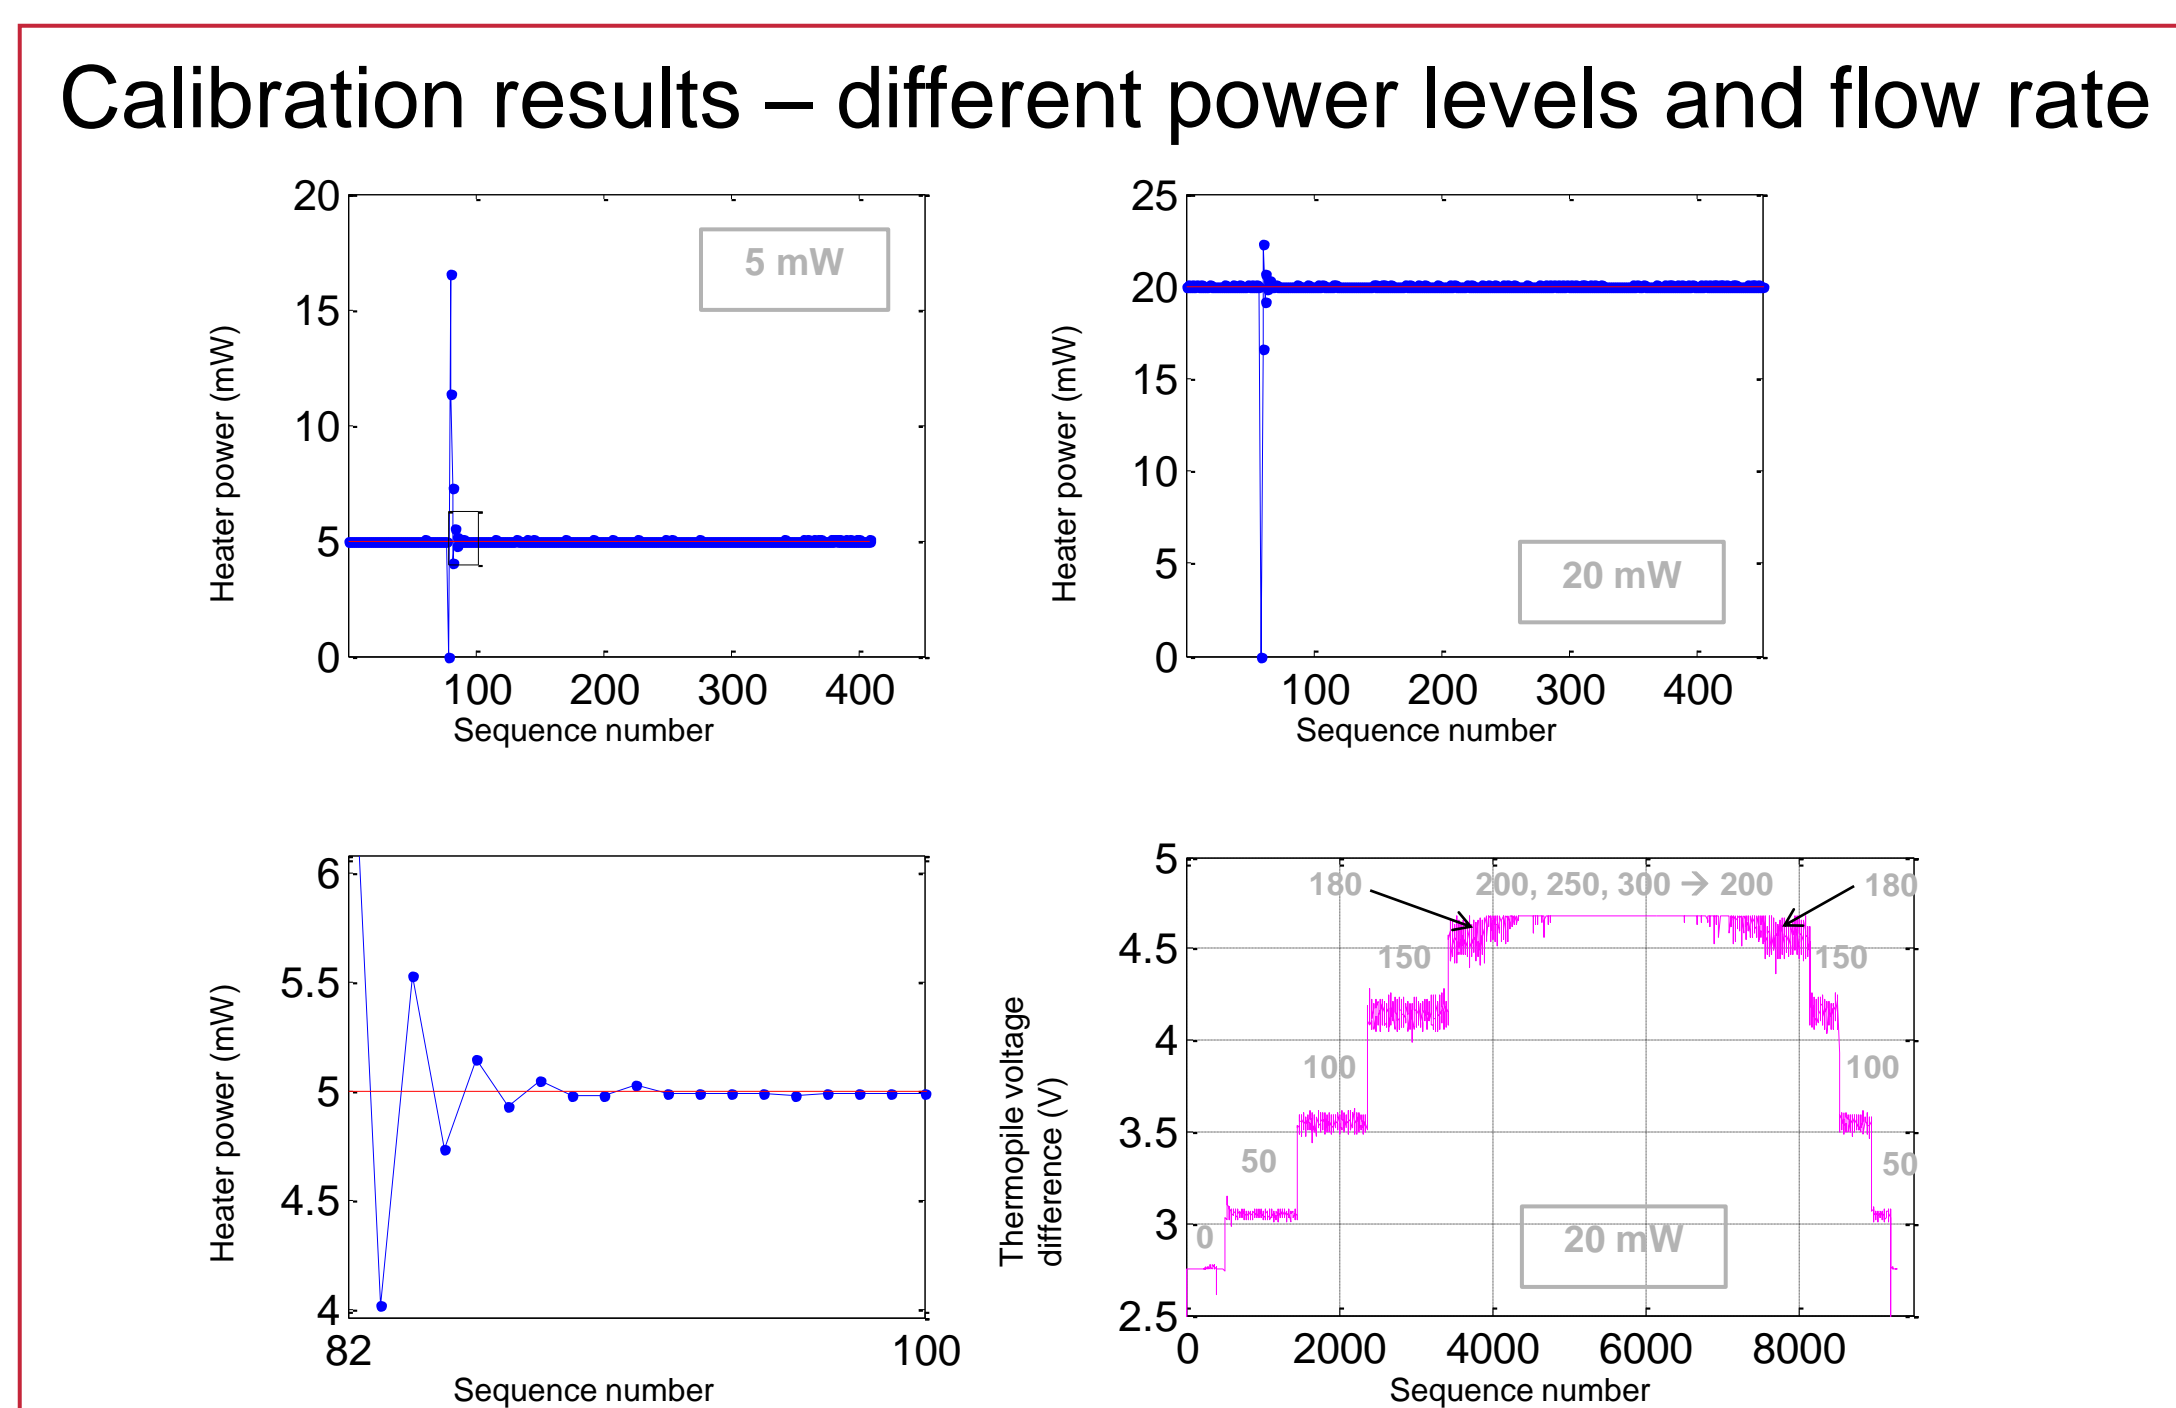 Calibration results – different power levels and flow rate
20
15
10
5
0
Heater power (mW)
5 mW
100 200 300 400
Sequence number
25
20
15
10
5
0
Heater power (mW)
20 mW
100 200 300 400
Sequence number
6
5.5
5
4.5
4
Heater power (mW)
82 100
Sequence number
5
4.5
4
3.5
3
2.5
Thermopile voltage
difference (V)
180 200, 250, 300 → 200 180
150 150
100 100
50 50
0
20 mW
0 2000 4000 6000 8000
Sequence number